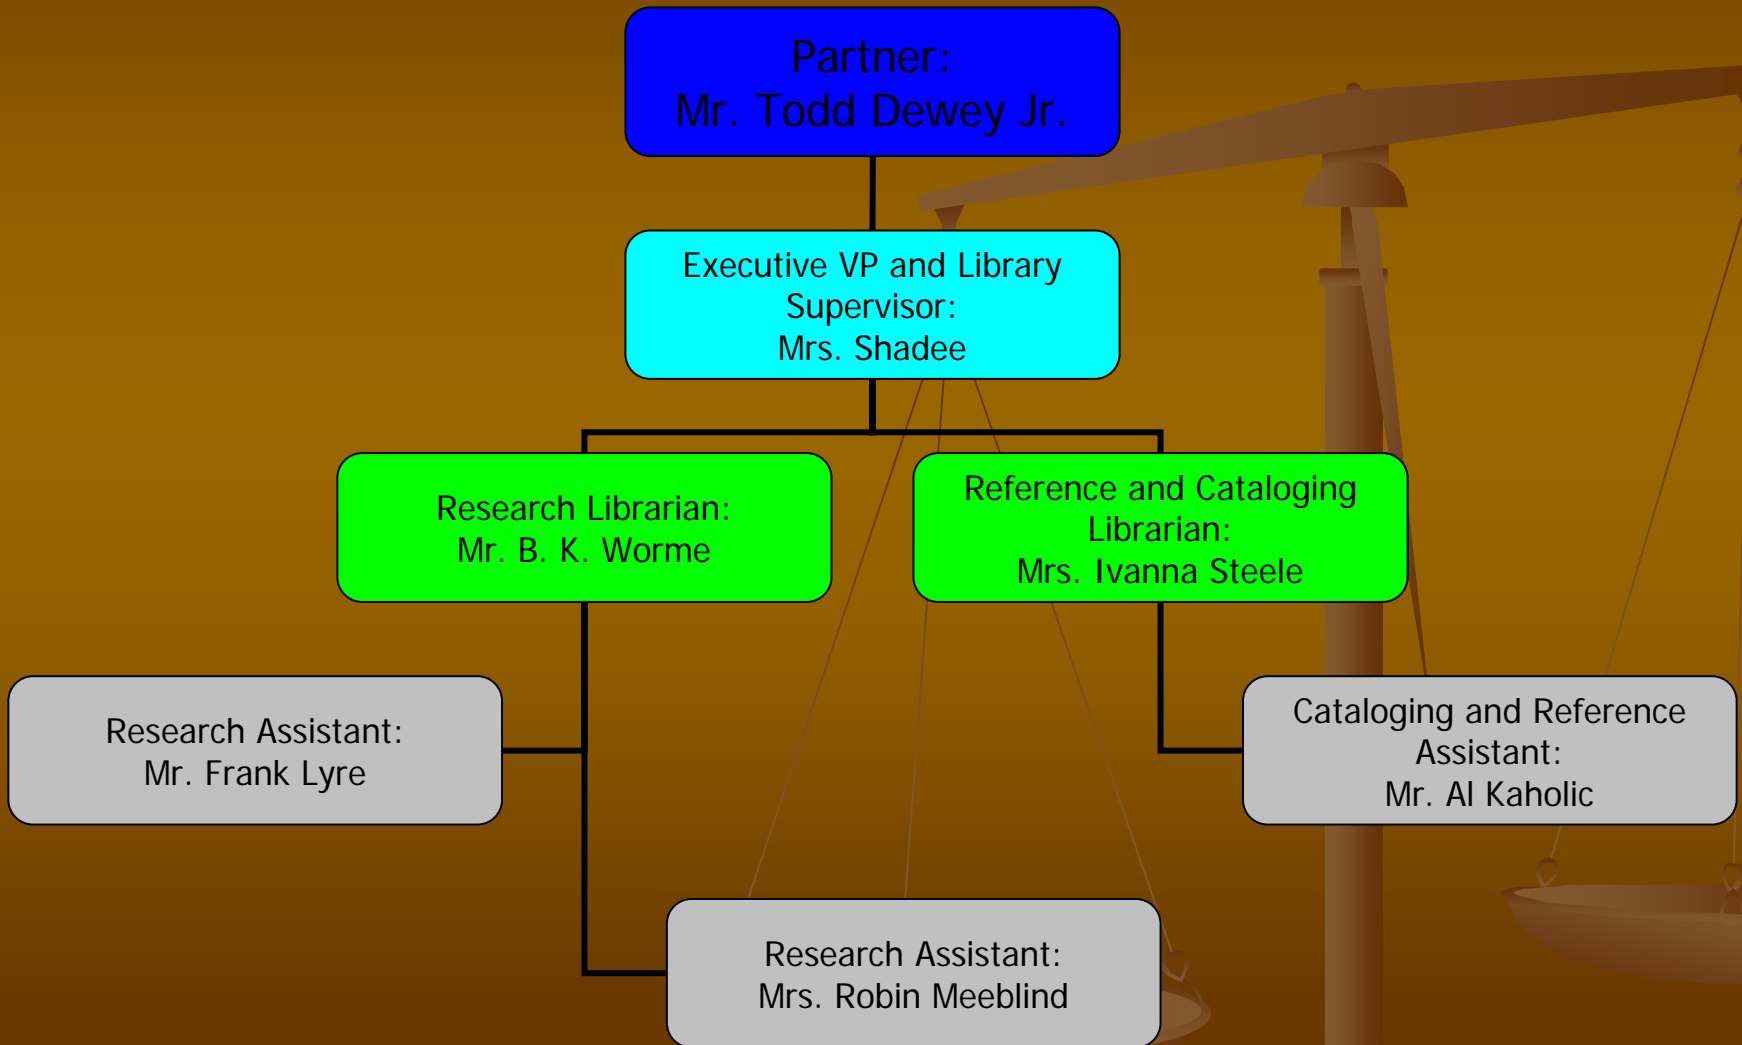 Partner:
Mr. Todd Dewey Jr.
Executive VP and Library
Supervisor:
Mrs. Shadee
Research Librarian:
Mr. B. K. Worme
Reference and Cataloging
Librarian:
Mrs. Ivanna Steele
Research Assistant:
Mr. Frank Lyre
Cataloging and Reference
Assistant:
Mr. Al Kaholic
Research Assistant:
Mrs. Robin Meeblind